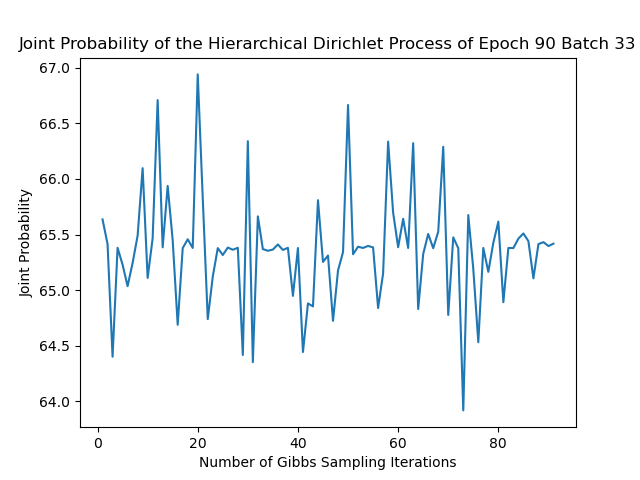 Joint Probability of the Hierarchical Dirichlet Process of Epoch 90 Batch 33
67.0
66.5
66.0
65.5
65.0
64.5
64.0
Joint Probability
0 20 40 60 80
Number of Gibbs Sampling Iterations